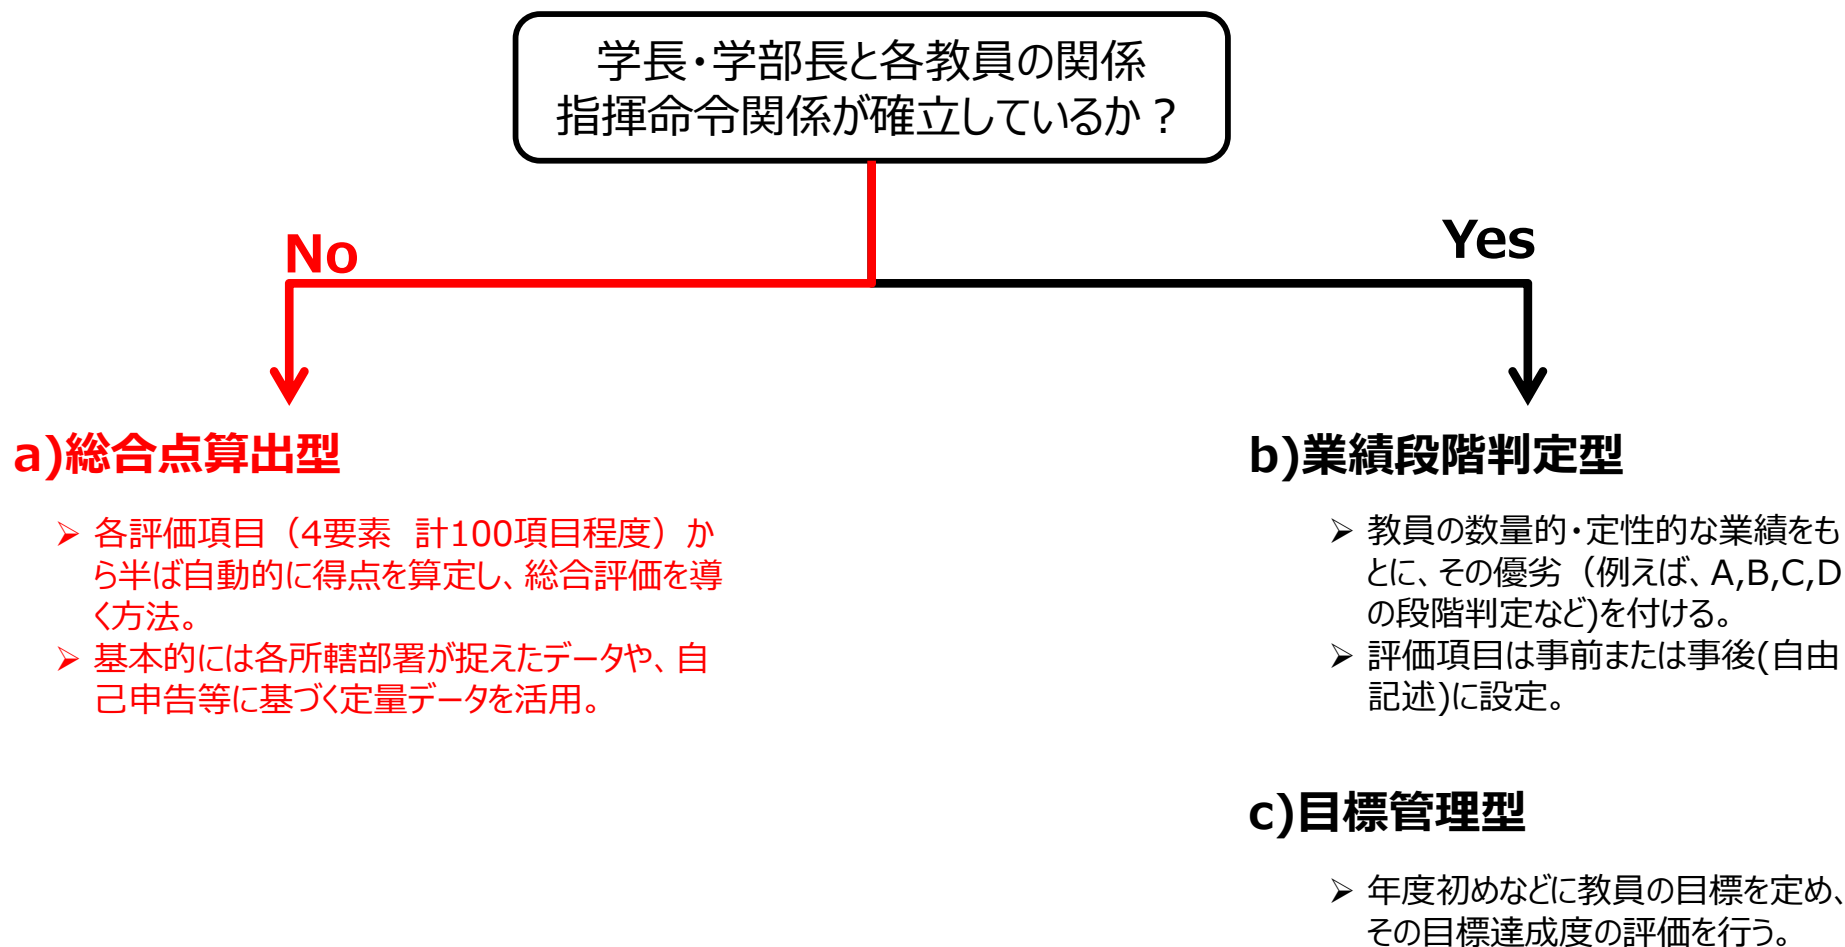 学長・学部長と各教員の関係
指揮命令関係が確立しているか？
No
Yes
a)総合点算出型
➢ 各評価項目（4要素 計100項目程度）か
ら半ば自動的に得点を算定し、総合評価を導
く方法。
➢ 基本的には各所轄部署が捉えたデータや、自
己申告等に基づく定量データを活用。
b)業績段階判定型
➢ 教員の数量的・定性的な業績をも
とに、その優劣（例えば、A,B,C,D
の段階判定など)を付ける。
➢ 評価項目は事前または事後(自由
記述)に設定。
c)目標管理型
➢ 年度初めなどに教員の目標を定め、
その目標達成度の評価を行う。